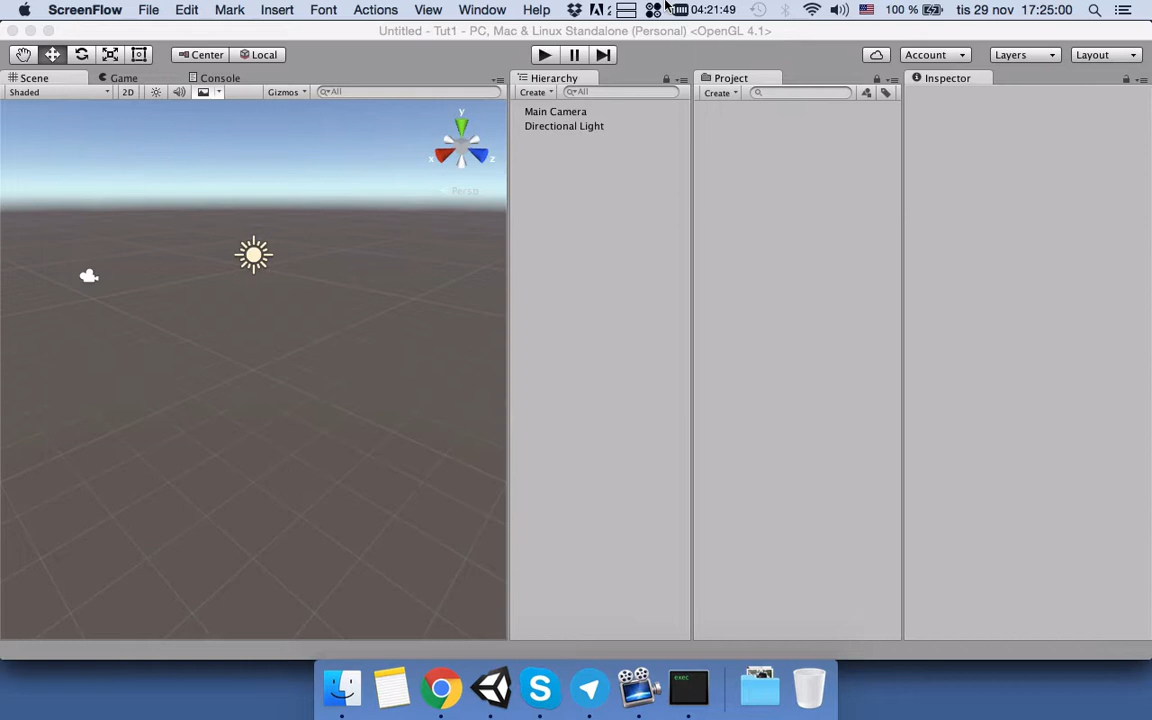 ScreenFlow File Edit Mark Insert Font Actions View Window Help 04:21:49 100 % tis 29 nov 17:25:00
Untitled - Tut1 - PC, Mac & Linux Standalone (Personal) <OpenGL 4.1>
Center Local Account Layers Layout
Scene Game Console Hierarchy Project Inspector
Shaded 2D Gizmos All Create All Create
Main Camera
Directional Light
y
x z
Persp
exec